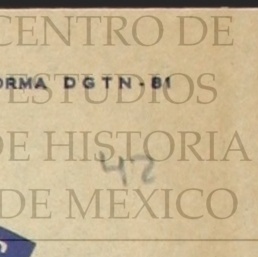 CENTRO DE
ORMA DGTN-81
ESTUDIOS
DE HISTORIA
42
DE MEXICO